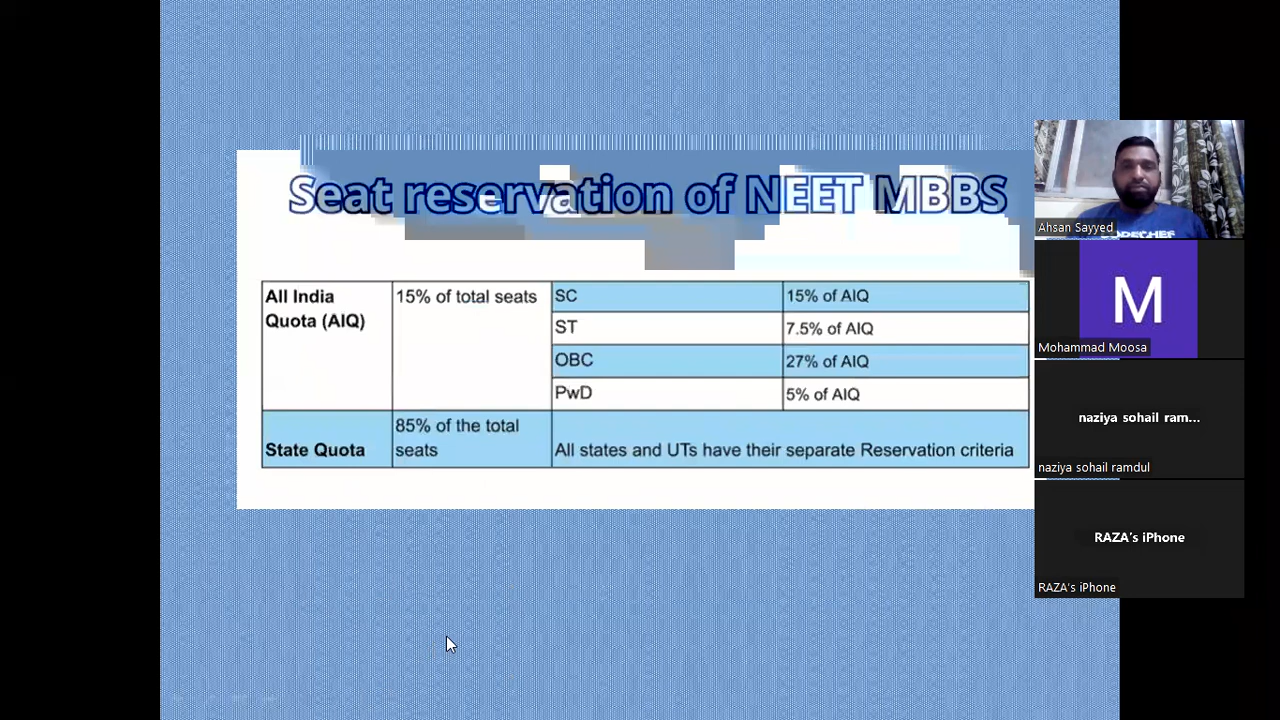 Seat reservation of NEET MBBS
All India 15% of total seats SC 15% of AIQ
Quota (AIQ)
ST 7.5% of AIQ
OBC 27% of AIQ
PwD 5% of AIQ
85% of the total
State Quota seats All states and UTs have their separate Reservation criteria
Ahsan Sayyed
M
Mohammad Moosa
naziya sohail ram...
naziya sohail ramdul
RAZA's iPhone
RAZA's iPhone